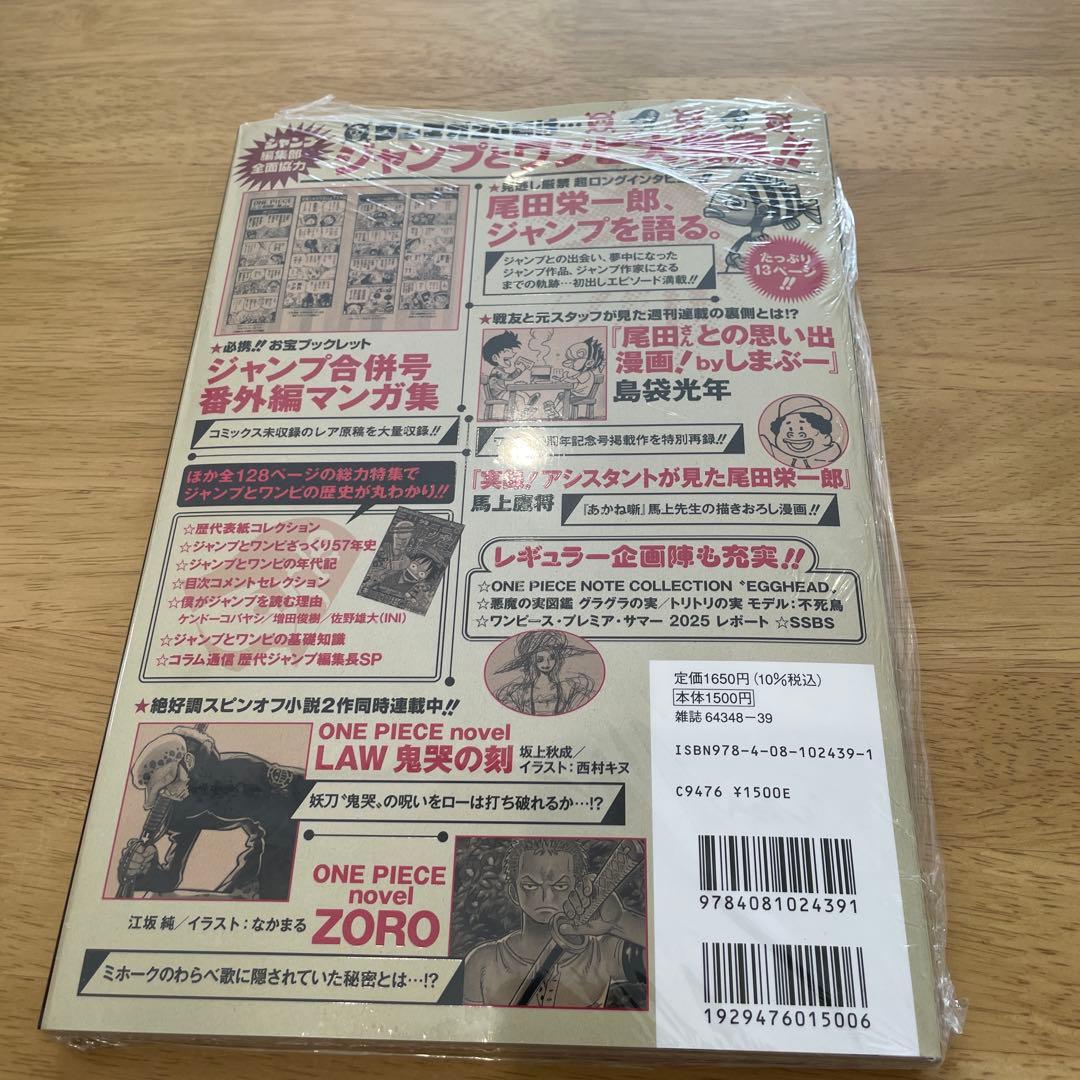 ジャンプ
編集部
全面協力
ジャンプとワンピ大
★見逃し厳禁 超ロングインタビ
尾田栄一郎、
ジャンプを語る。
ジャンプとの出会い、夢中になった
ジャンプ作品、ジャンプ作家になる
までの軌跡…初出しエピソード満載!!
たっぷり
13ページ
!!
ONE PIECE
★必携!! お宝ブックレット
ジャンプ合併号
番外編マンガ集
コミックス未収録のレア原稿を大量収録!!
★戦友と元スタッフが見た週刊連載の裏側とは!?
『尾田さんとの思い出
漫画!byしまぶー』
島袋光年
周年記念号掲載作を特別再録!!
『実録!アシスタントが見た尾田栄一郎』
馬上鷹将
『あかね噺』馬上先生の描きおろし漫画!!
ほか全128ページの総力特集で
ジャンプとワンピの歴史が丸わかり!!
☆歴代表紙コレクション
☆ジャンプとワンピざっくり57年史
☆ジャンプとワンピの年代記
☆目次コメントセレクション
☆僕がジャンプを読む理由
ケンドーコバヤシ/増田俊樹/佐野雄大(INI)
☆ジャンプとワンピの基礎知識
☆コラム通信 歴代ジャンプ編集長SP
レギュラー企画陣も充実!!
☆ONE PIECE NOTE COLLECTION〝EGGHEAD〟
☆悪魔の実図鑑 グラグラの実/トリトリの実 モデル:不死鳥
☆ワンピース・プレミア・サマー 2025 レポート ☆SSBS
★絶好調スピンオフ小説2作同時連載中!!
ONE PIECE novel
LAW 鬼哭の刻
坂上秋成/
イラスト:西村キヌ
妖刀〝鬼哭〟の呪いをローは打ち破れるか…!?
ONE PIECE
novel
ZORO
江坂 純/イラスト:なかまる
ミホークのわらべ歌に隠されていた秘密とは…!?
定価1650円(10%税込)
本体1500円
雑誌 64348-39
ISBN978-4-08-102439-1
C9476 ¥1500E
9784081024391
1929476015006